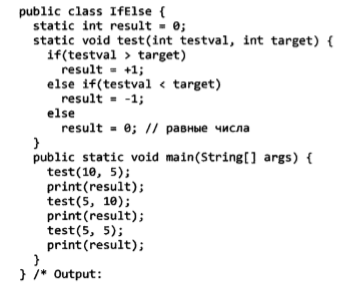 public class IfElse {
static int result = 0;
static void test(int testval, int target) {
if(testval > target)
result = +1;
else if(testval < target)
result = -1;
else
result = 0; // равные числа
}
public static void main(String[] args) {
test(10, 5);
print(result);
test(5, 10);
print(result);
test(5, 5);
print(result);
}
} /* Output: